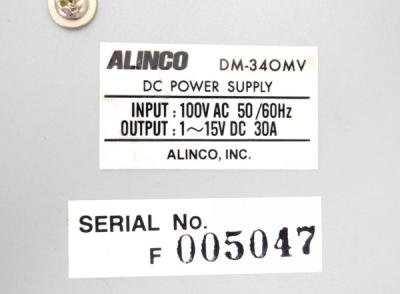 ALINCO DM-340MV
DC POWER SUPPLY
INPUT : 100V AC 50/60Hz
OUTPUT : 1～15V DC 30A
ALINCO, INC.
SERIAL No.
F 005047